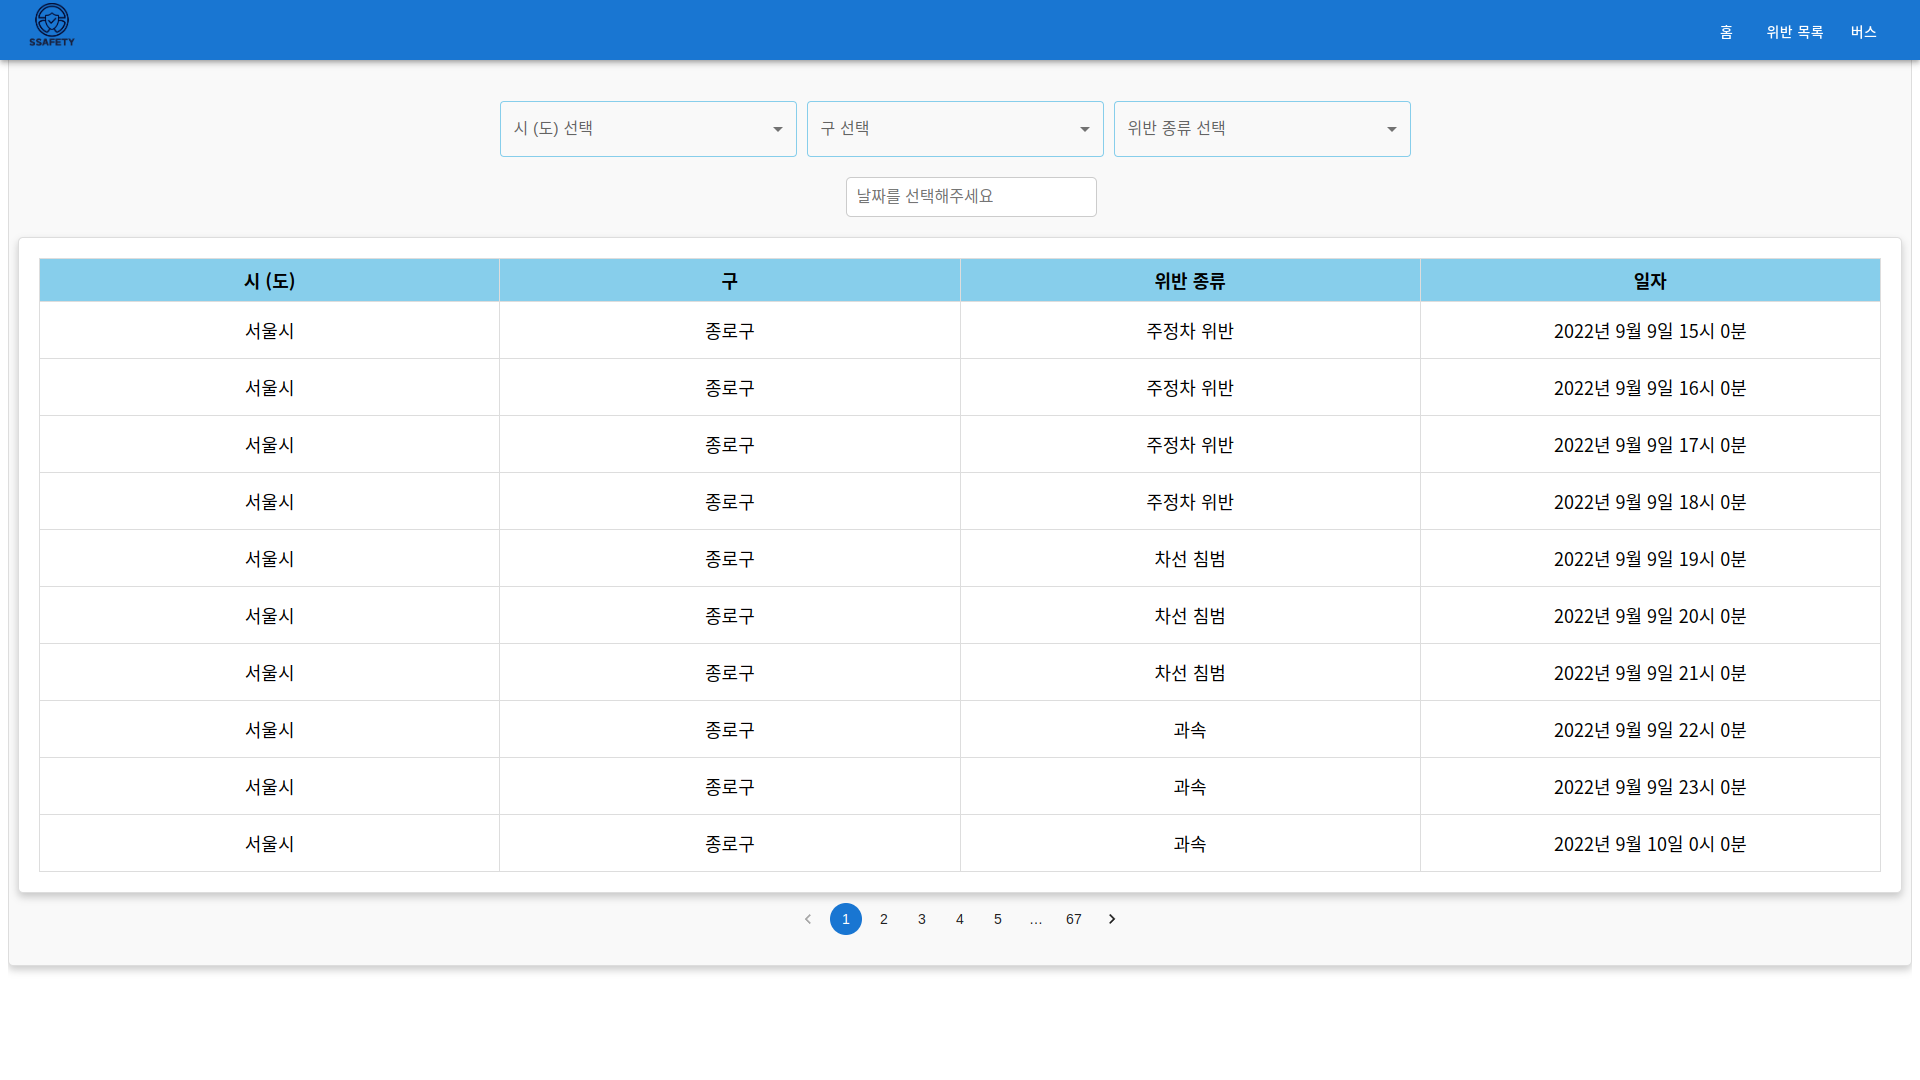 SSAFETY
홈 위반 목록 버스
시 (도) 선택 구 선택 위반 종류 선택
날짜를 선택해주세요
시 (도) 구 위반 종류 일자
서울시 종로구 주정차 위반 2022년 9월 9일 15시 0분
서울시 종로구 주정차 위반 2022년 9월 9일 16시 0분
서울시 종로구 주정차 위반 2022년 9월 9일 17시 0분
서울시 종로구 주정차 위반 2022년 9월 9일 18시 0분
서울시 종로구 차선 침범 2022년 9월 9일 19시 0분
서울시 종로구 차선 침범 2022년 9월 9일 20시 0분
서울시 종로구 차선 침범 2022년 9월 9일 21시 0분
서울시 종로구 과속 2022년 9월 9일 22시 0분
서울시 종로구 과속 2022년 9월 9일 23시 0분
서울시 종로구 과속 2022년 9월 10일 0시 0분
1 2 3 4 5 … 67